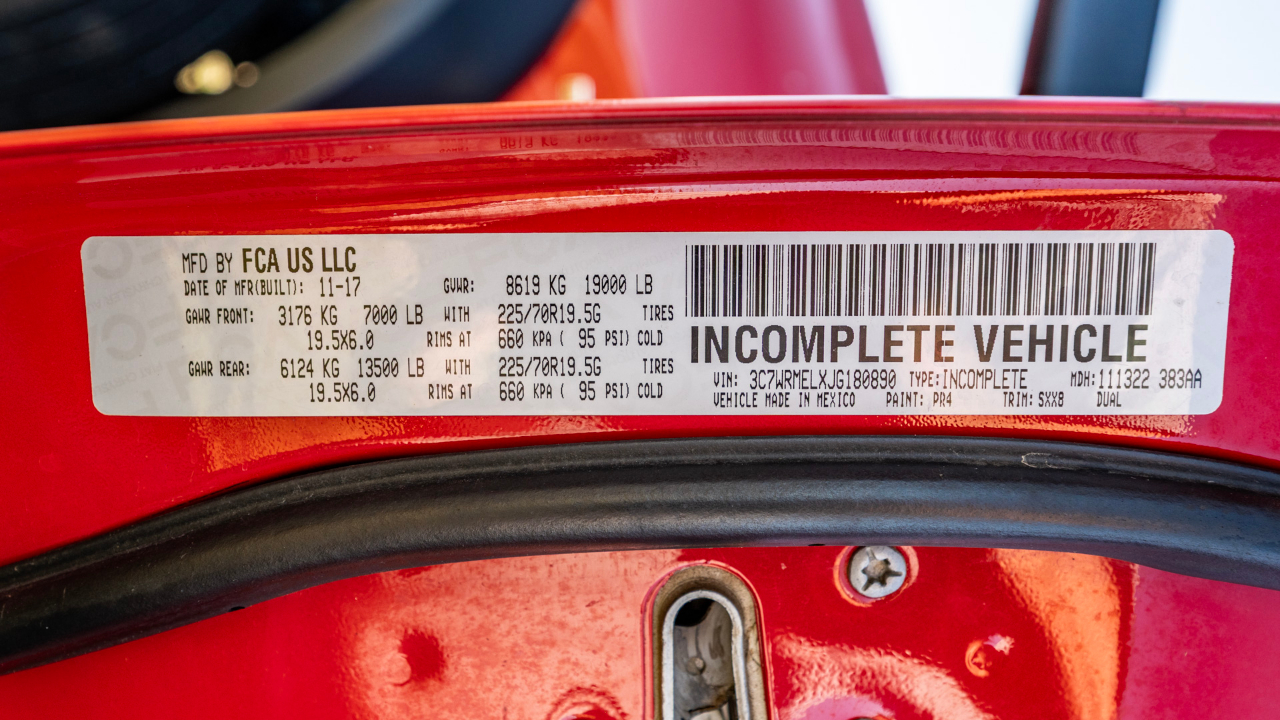 MFD BY FCA US LLC
DATE OF MFR(BUILT): 11-17 GVWR: 8619 KG 19000 LB
GAWR FRONT: 3176 KG 7000 LB WITH 225/70R19.5G TIRES
19.5X6.0 RIMS AT 660 KPA ( 95 PSI) COLD
GAWR REAR: 6124 KG 13500 LB WITH 225/70R19.5G TIRES
19.5X6.0 RIMS AT 660 KPA ( 95 PSI) COLD
INCOMPLETE VEHICLE
VIN: 3C7WRMELXJG180890 TYPE:INCOMPLETE MDH:111322 383AA
VEHICLE MADE IN MEXICO PAINT: PR4 TRIM: SXX8 DUAL